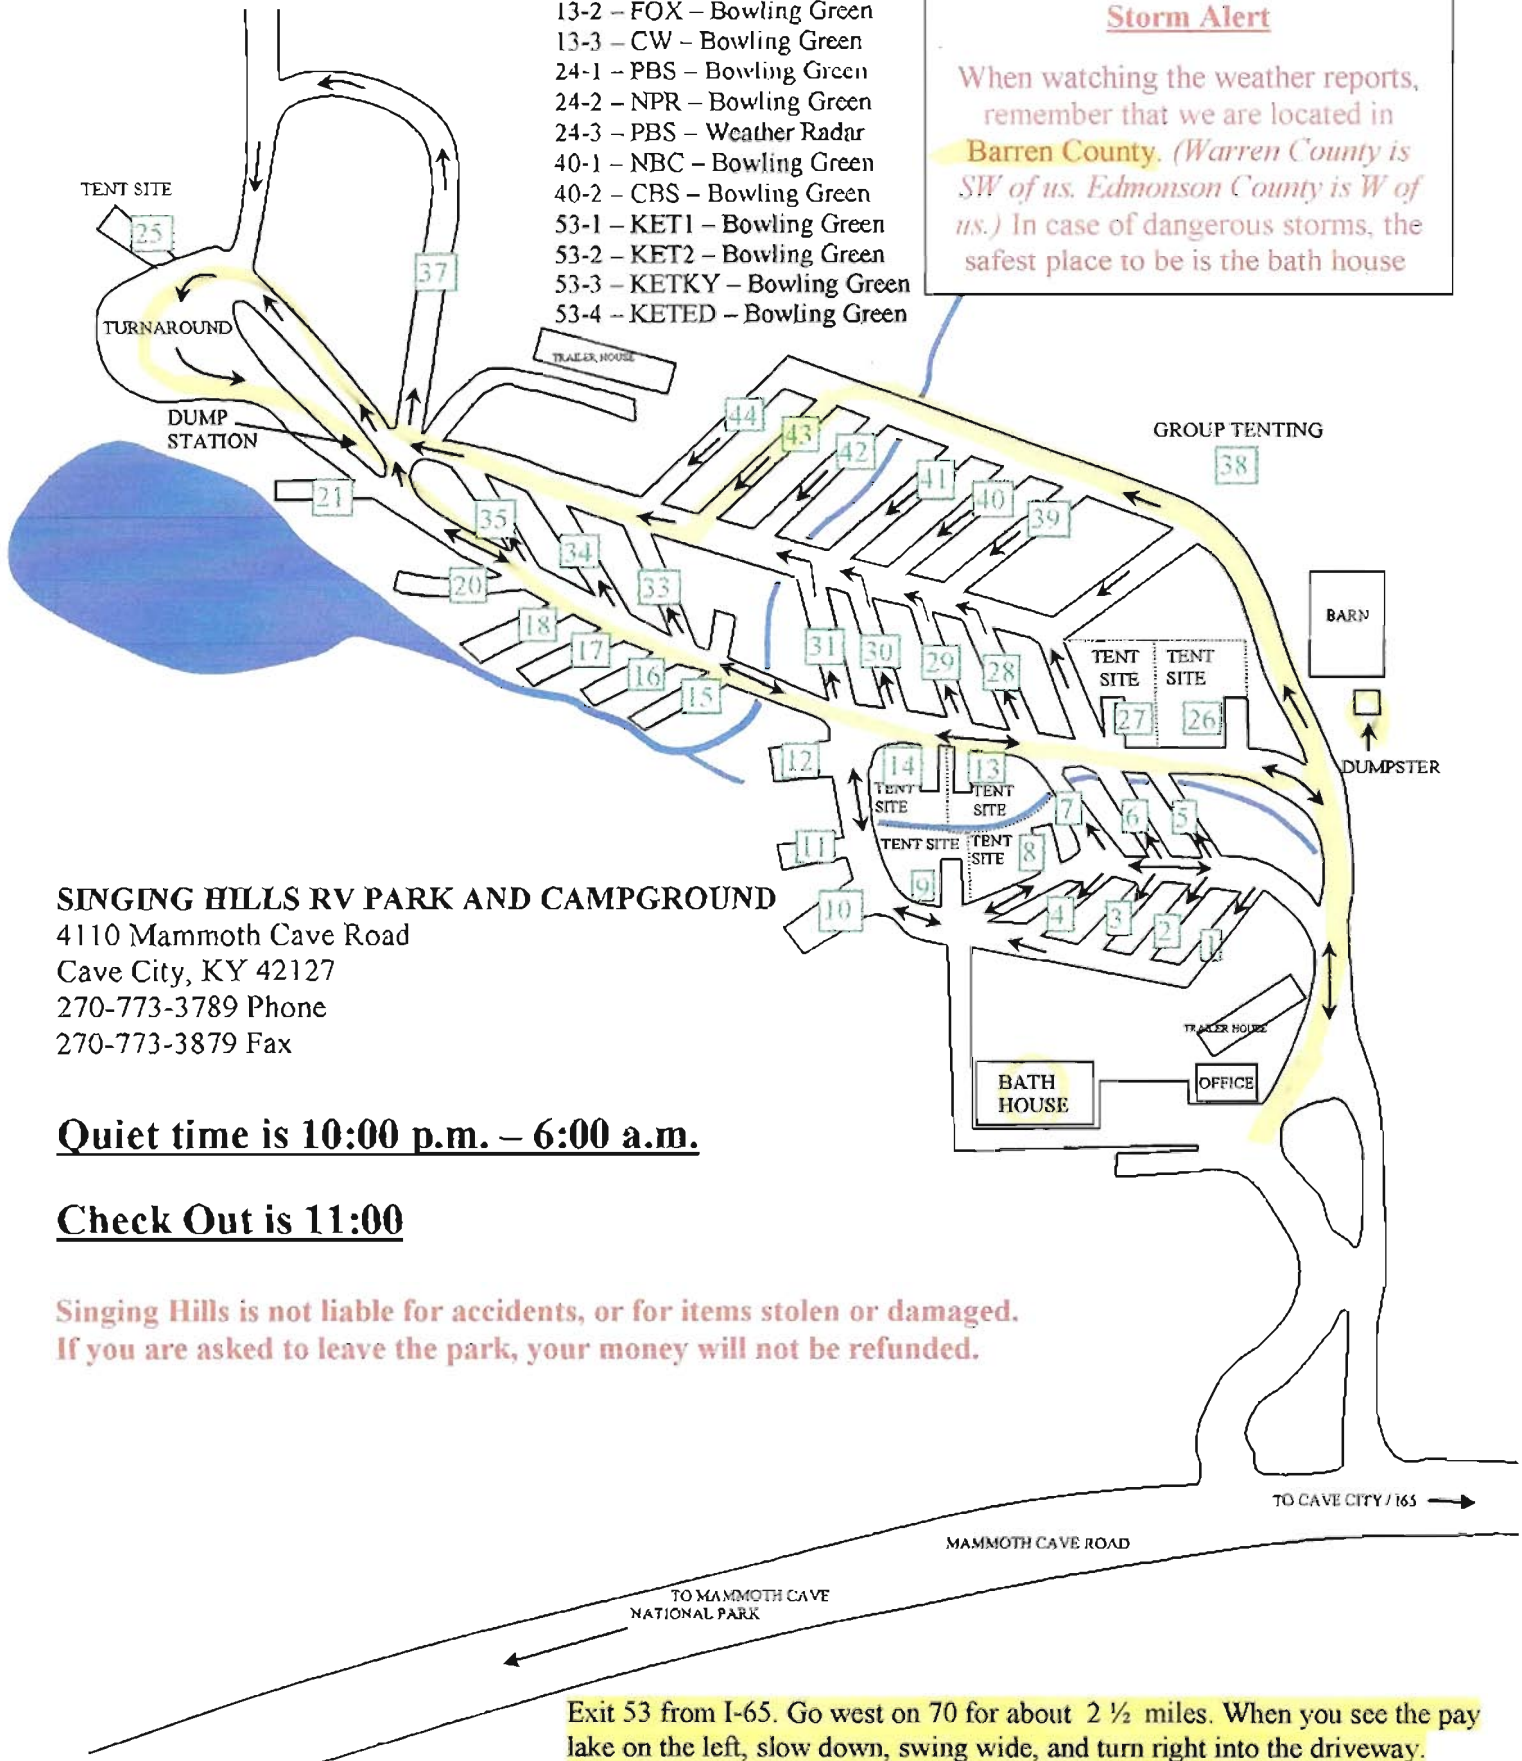 13-2 – FOX – Bowling Green
13-3 – CW – Bowling Green
24-1 – PBS – Bowling Green
24-2 – NPR – Bowling Green
24-3 – PBS – Weather Radar
40-1 – NBC – Bowling Green
40-2 – CBS – Bowling Green
53-1 – KET1 – Bowling Green
53-2 – KET2 – Bowling Green
53-3 – KETKY – Bowling Green
53-4 – KETED – Bowling Green
Storm Alert
When watching the weather reports,
remember that we are located in
Barren County. (Warren County is
SW of us. Edmonson County is W of
us.) In case of dangerous storms, the
safest place to be is the bath house
TENT SITE
25
37
TURNAROUND
TRAILER HOUSE
DUMP
STATION
44
43
42
41
40
39
GROUP TENTING
38
21
35
34
33
20
18
17
16
15
31
30
29
28
TENT
SITE
TENT
SITE
27
26
BARN
DUMPSTER
12
14
13
TENT
SITE
TENT
SITE
7
6
5
11
TENT SITE
TENT
SITE
8
9
10
4
3
2
1
SINGING HILLS RV PARK AND CAMPGROUND
4110 Mammoth Cave Road
Cave City, KY 42127
270-773-3789 Phone
270-773-3879 Fax
TRAILER HOUSE
BATH
HOUSE
OFFICE
Quiet time is 10:00 p.m. – 6:00 a.m.
Check Out is 11:00
Singing Hills is not liable for accidents, or for items stolen or damaged.
If you are asked to leave the park, your money will not be refunded.
TO CAVE CITY / I65
MAMMOTH CAVE ROAD
TO MAMMOTH CAVE
NATIONAL PARK
Exit 53 from I-65. Go west on 70 for about 2 ½ miles. When you see the pay
lake on the left, slow down, swing wide, and turn right into the driveway.